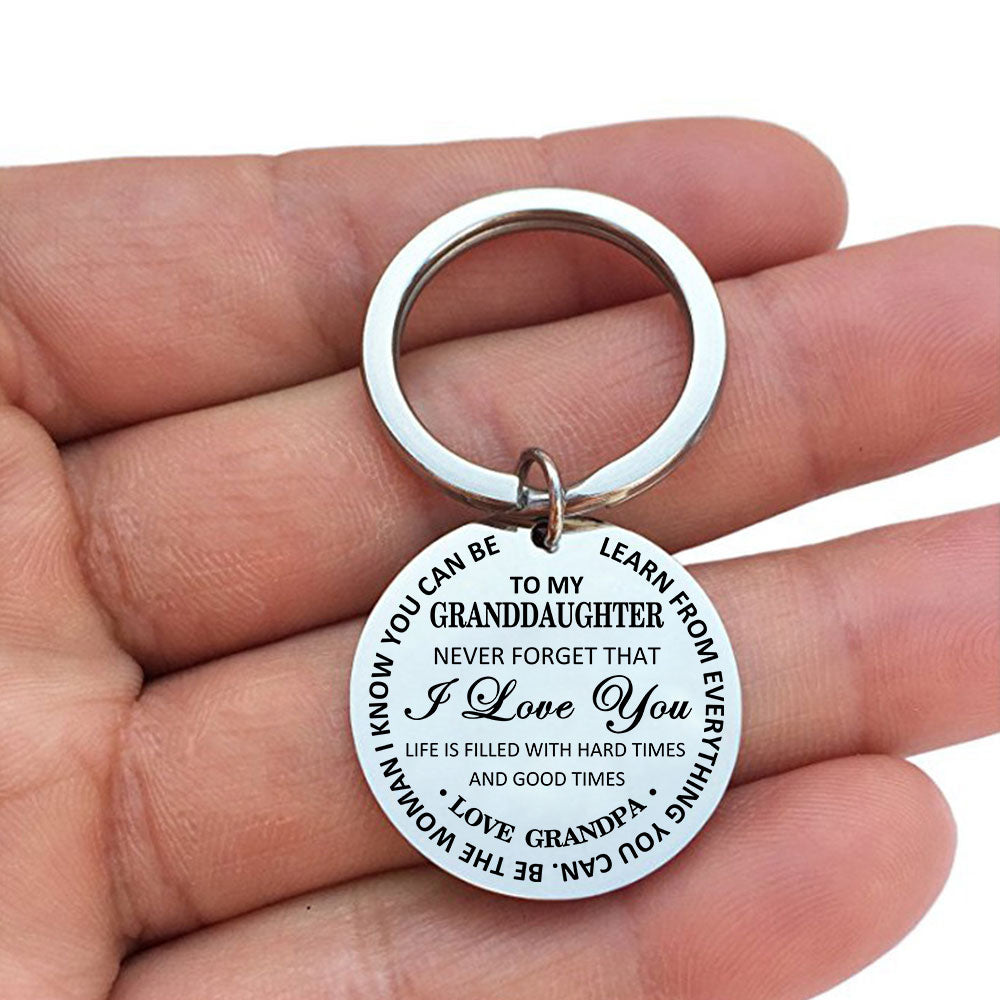 TO MY
GRANDDAUGHTER
NEVER FORGET THAT
I Love You
LIFE IS FILLED WITH HARD TIMES
AND GOOD TIMES
• LOVE GRANDPA •
LEARN FROM EVERYTHING YOU CAN. BE THE WOMAN I KNOW YOU CAN BE